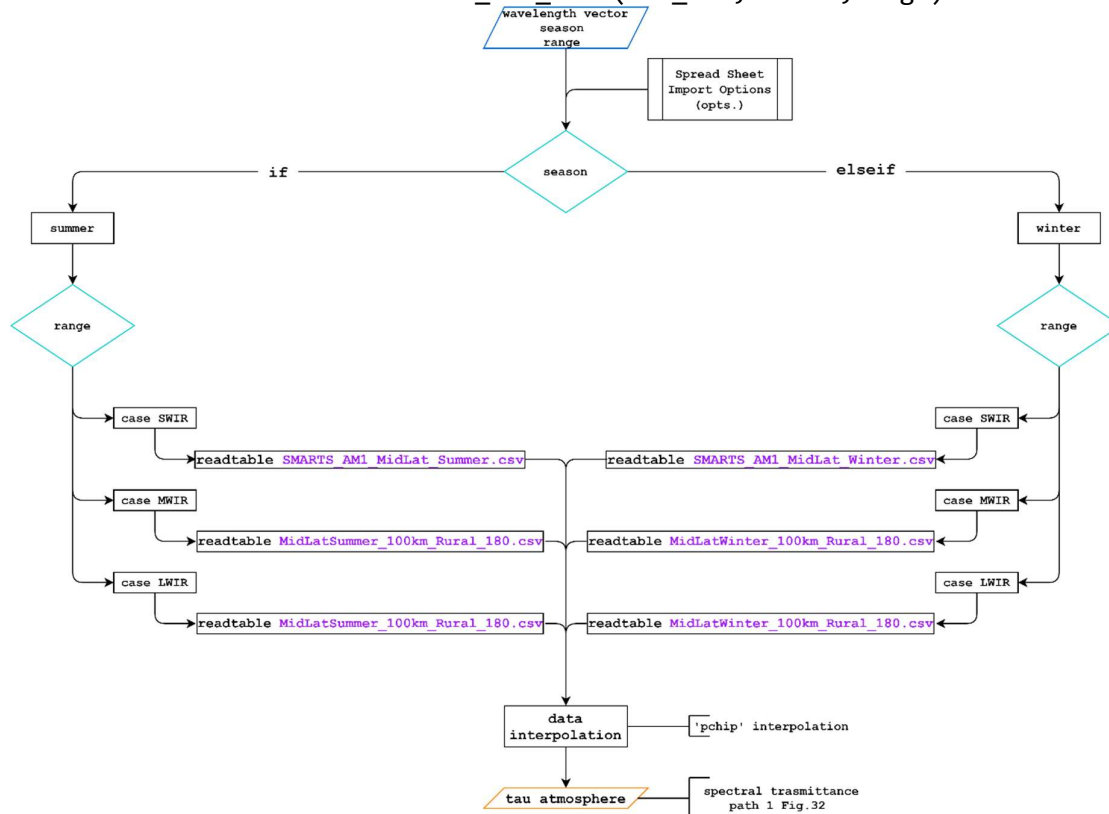 wavelength vector
season
range
Spread Sheet
Import Options
(opts.)
if
season
elseif
summer
winter
range
range
case SWIR
case SWIR
readtable SMARTS_AM1_MidLat_Summer.csv
readtable SMARTS_AM1_MidLat_Winter.csv
case MWIR
case MWIR
readtable MidLatSummer_100km_Rural_180.csv
readtable MidLatWinter_100km_Rural_180.csv
case LWIR
case LWIR
readtable MidLatSummer_100km_Rural_180.csv
readtable MidLatWinter_100km_Rural_180.csv
data
interpolation
'pchip' interpolation
tau atmosphere
spectral trasmittance
path 1 Fig.32